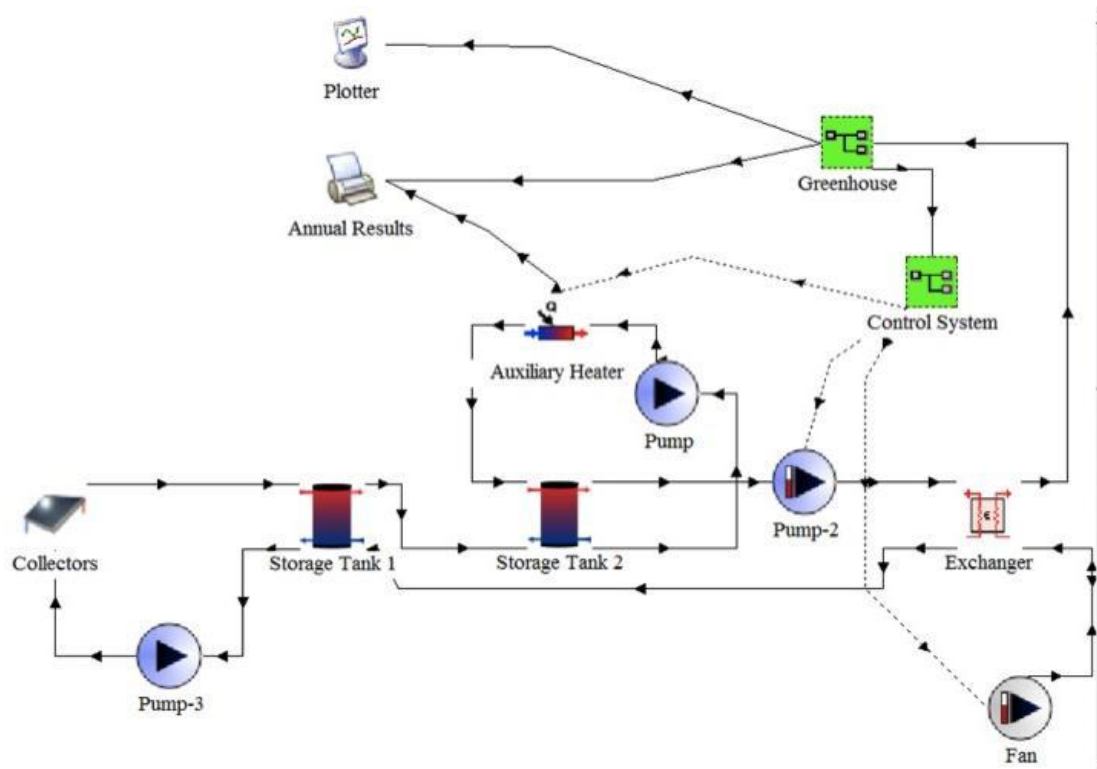 Plotter
Greenhouse
Annual Results
Control System
Q
Auxiliary Heater
Pump
Pump-2
Collectors
Storage Tank 1
Storage Tank 2
Exchanger
Pump-3
Fan